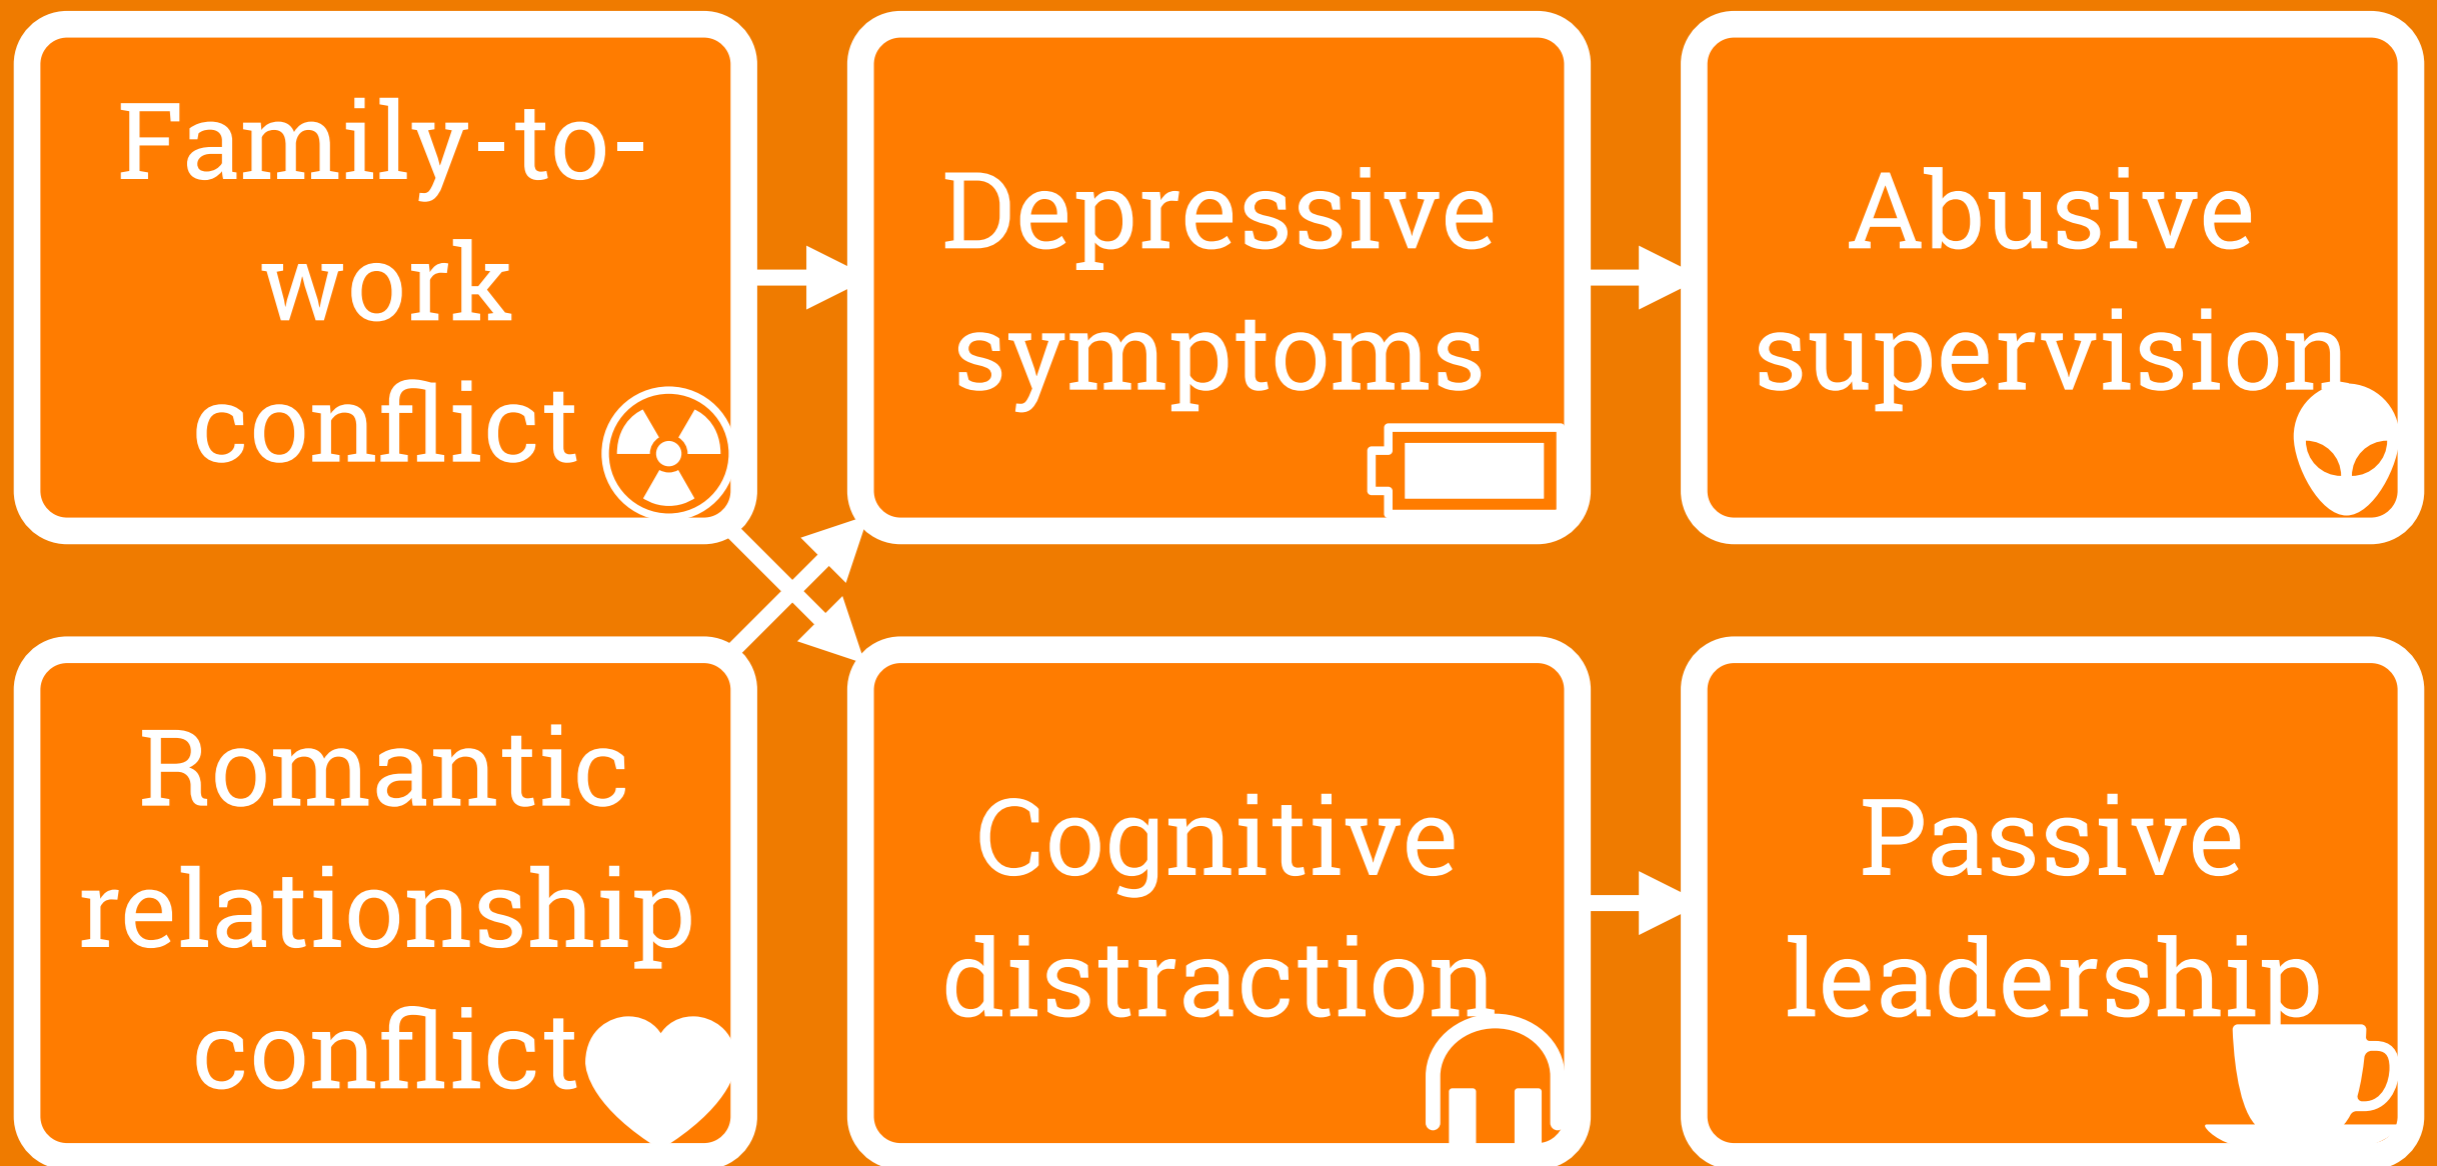 Family-to-
work
conflict
Depressive
symptoms
Abusive
supervision
Romantic
relationship
conflict
Cognitive
distraction
Passive
leadership